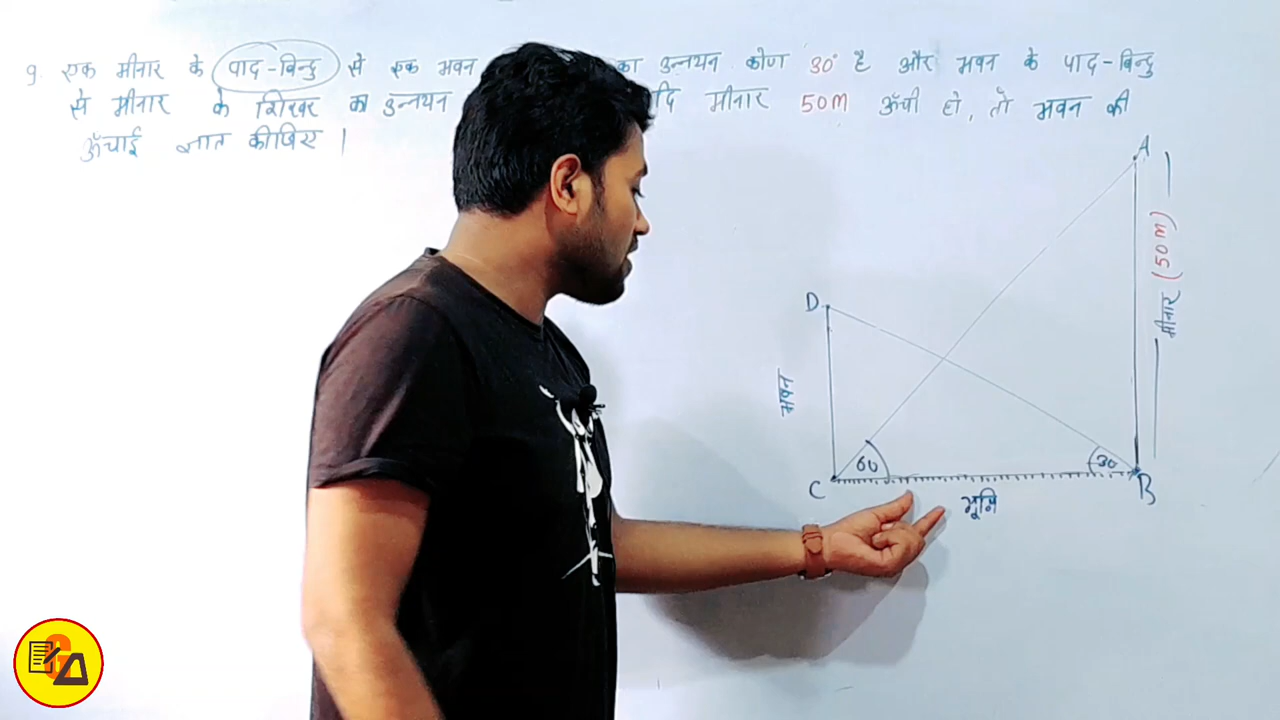 9. एक मीनार के पाद-बिन्दु से एक भवन का उन्नयन कोण 30° है और भवन के पाद-बिन्दु
से मीनार के शिखर का उन्नयन दि मीनार 50m ऊँची हो, तो भवन की
ऊँचाई ज्ञात कीजिए ।
A
मीनार (50m)
D
भवन
60
30
C
B
भूमि